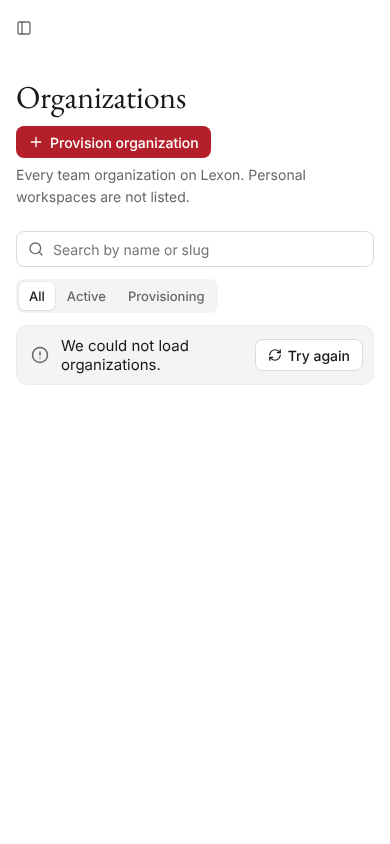 Organizations
Provision organization
Every team organization on Lexon. Personal
workspaces are not listed.
Search by name or slug
All Active Provisioning
We could not load
organizations.
Try again